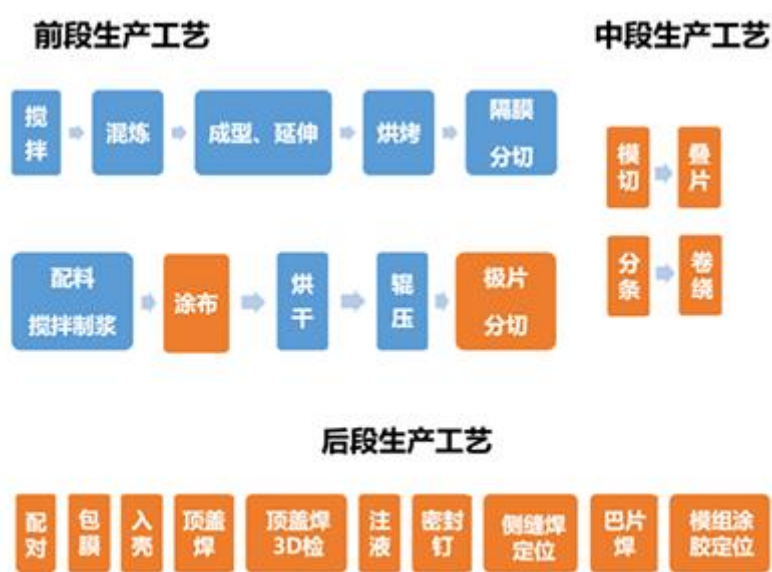 前段生产工艺
中段生产工艺
搅
拌
混炼
成型、延伸
烘烤
隔膜
分切
模
切
叠
片
配料
搅拌制浆
涂布
烘
干
辊
压
极片
分切
分
条
卷
绕
后段生产工艺
配
对
包
膜
入
壳
顶盖
焊
顶盖焊
3D检
注
液
密封
钉
侧缝焊
定位
巴片
焊
模组涂
胶定位